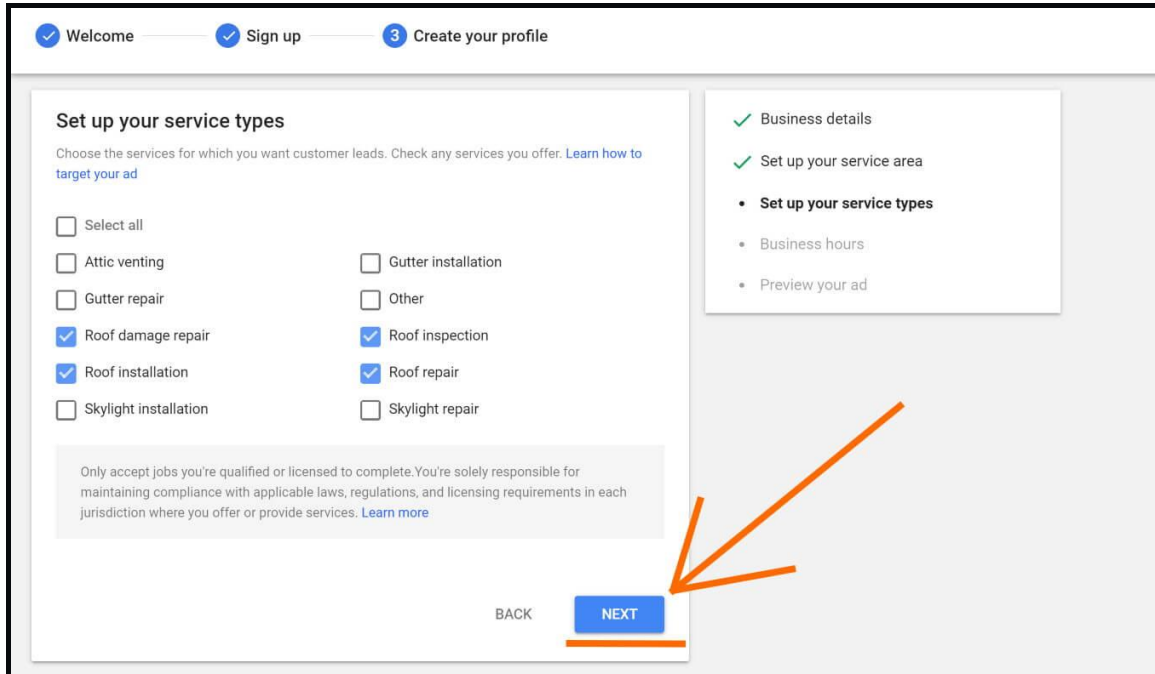 Welcome
Sign up
3 Create your profile
Set up your service types
Choose the services for which you want customer leads. Check any services you offer. Learn how to
target your ad
Select all
Attic venting
Gutter installation
Gutter repair
Other
Roof damage repair
Roof inspection
Roof installation
Roof repair
Skylight installation
Skylight repair
Only accept jobs you're qualified or licensed to complete.You're solely responsible for
maintaining compliance with applicable laws, regulations, and licensing requirements in each
jurisdiction where you offer or provide services. Learn more
BACK
NEXT
Business details
Set up your service area
Set up your service types
Business hours
Preview your ad